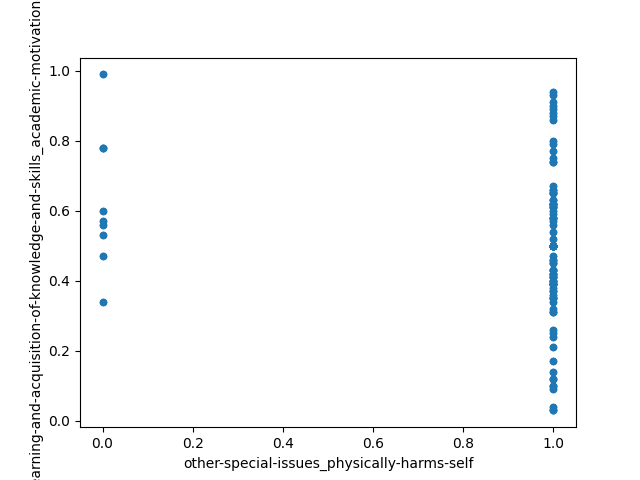 earning-and-acquisition-of-knowledge-and-skills_academic-motivation
1.0
0.8
0.6
0.4
0.2
0.0
0.0 0.2 0.4 0.6 0.8 1.0
other-special-issues_physically-harms-self